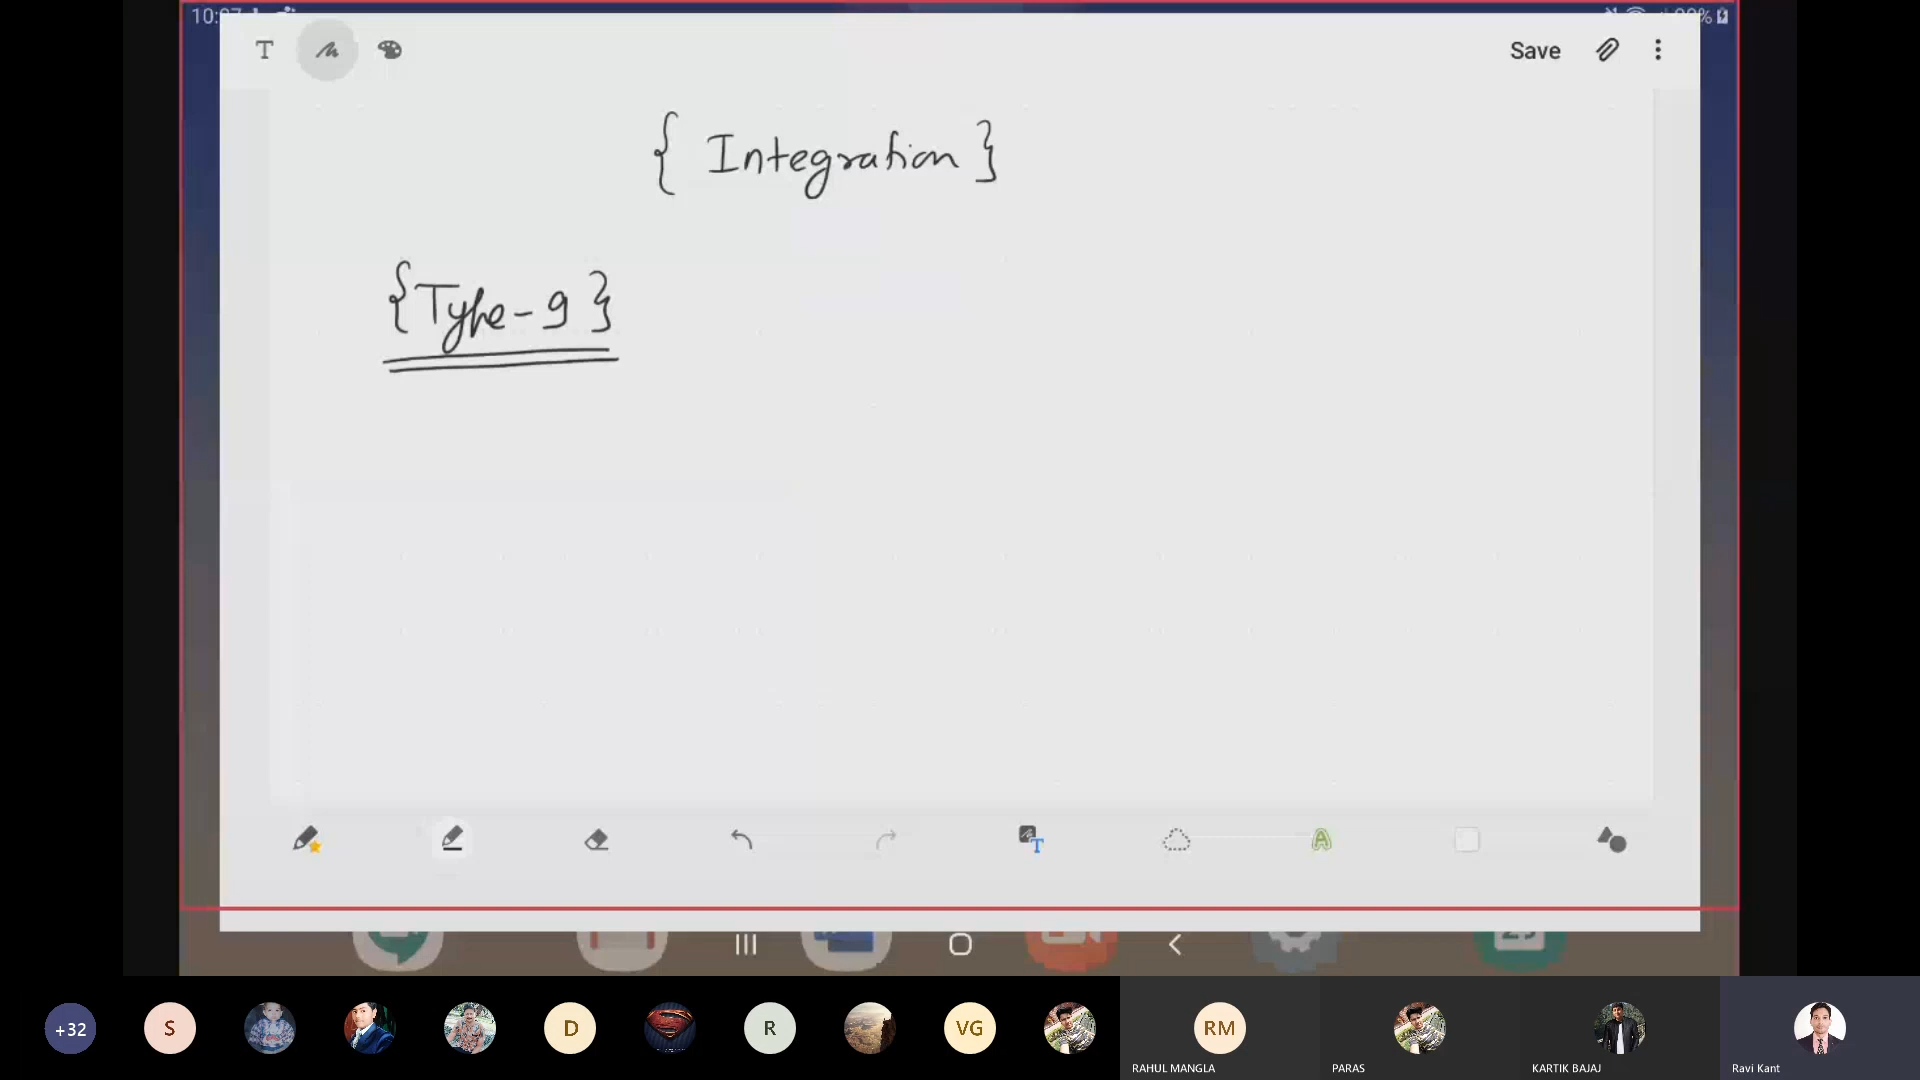 T Save
{ Integration }
{Type-9}
T
A
+32 S D R VG RM
RAHUL MANGLA PARAS KARTIK BAJAJ Ravi Kant